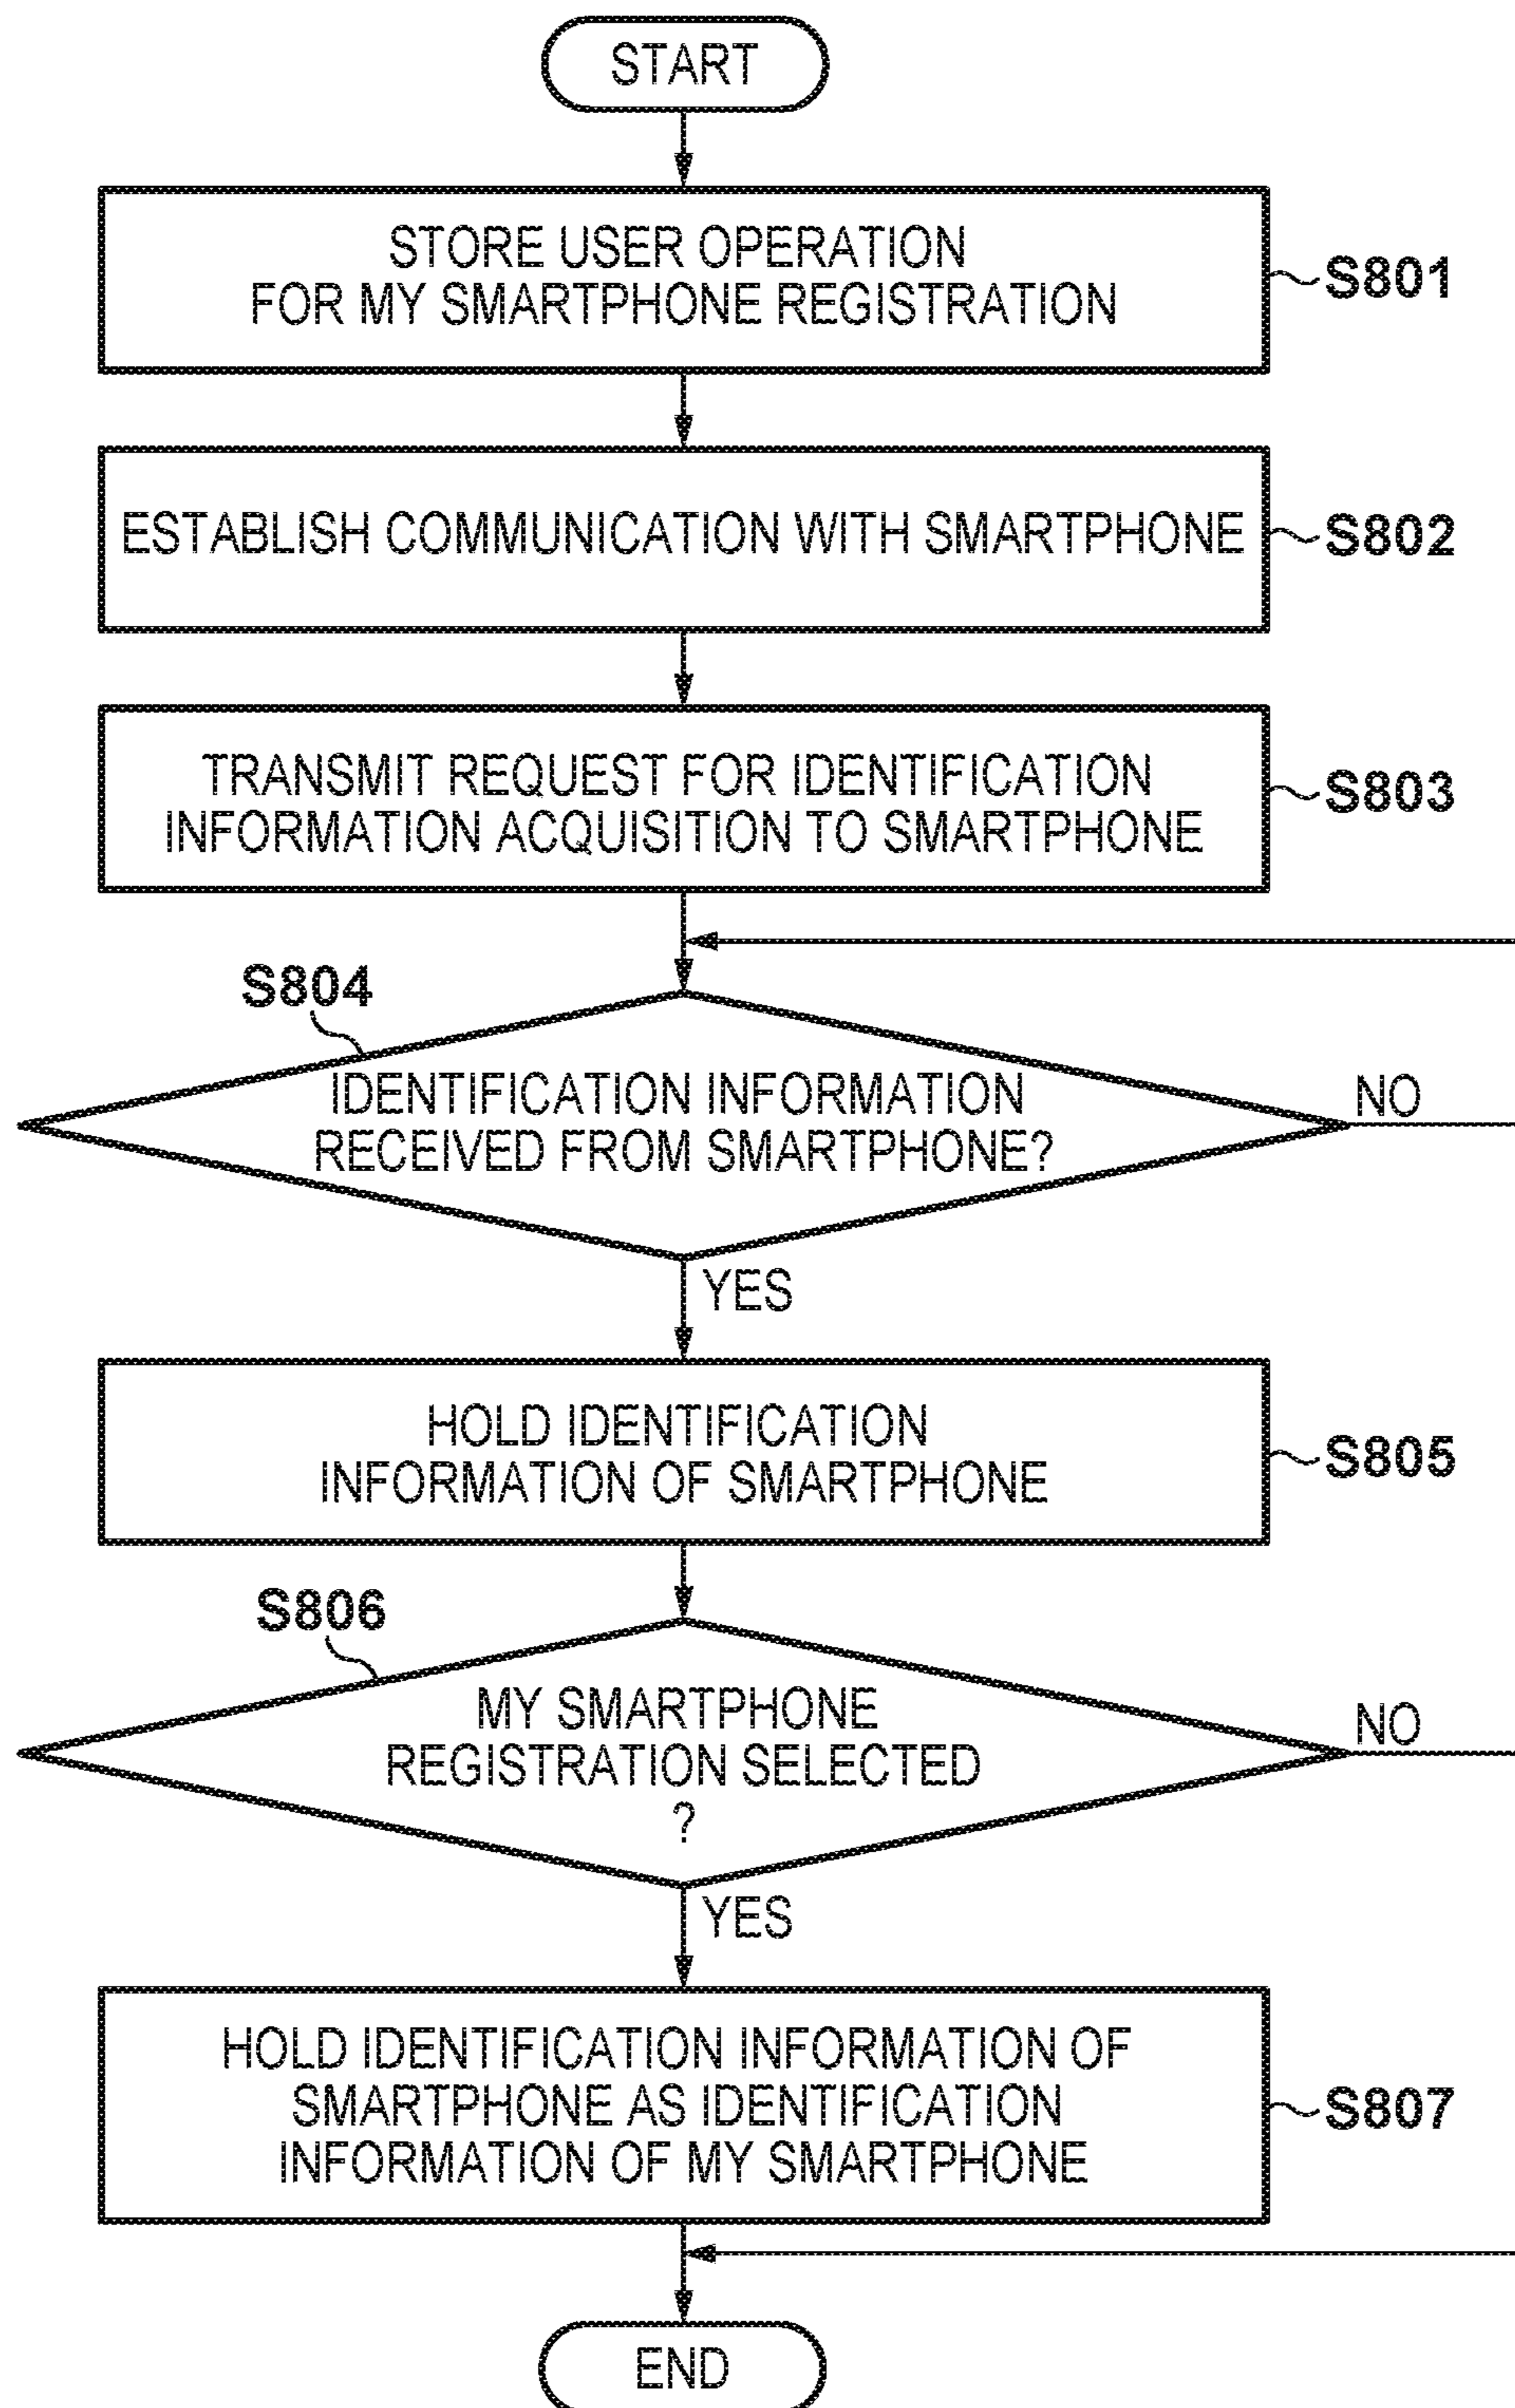 START
STORE USER OPERATION
FOR MY SMARTPHONE REGISTRATION
S801
ESTABLISH COMMUNICATION WITH SMARTPHONE
S802
TRANSMIT REQUEST FOR IDENTIFICATION
INFORMATION ACQUISITION TO SMARTPHONE
S803
S804
IDENTIFICATION INFORMATION
RECEIVED FROM SMARTPHONE?
NO
YES
HOLD IDENTIFICATION
INFORMATION OF SMARTPHONE
S805
S806
MY SMARTPHONE
REGISTRATION SELECTED
?
NO
YES
HOLD IDENTIFICATION INFORMATION OF
SMARTPHONE AS IDENTIFICATION
INFORMATION OF MY SMARTPHONE
S807
END